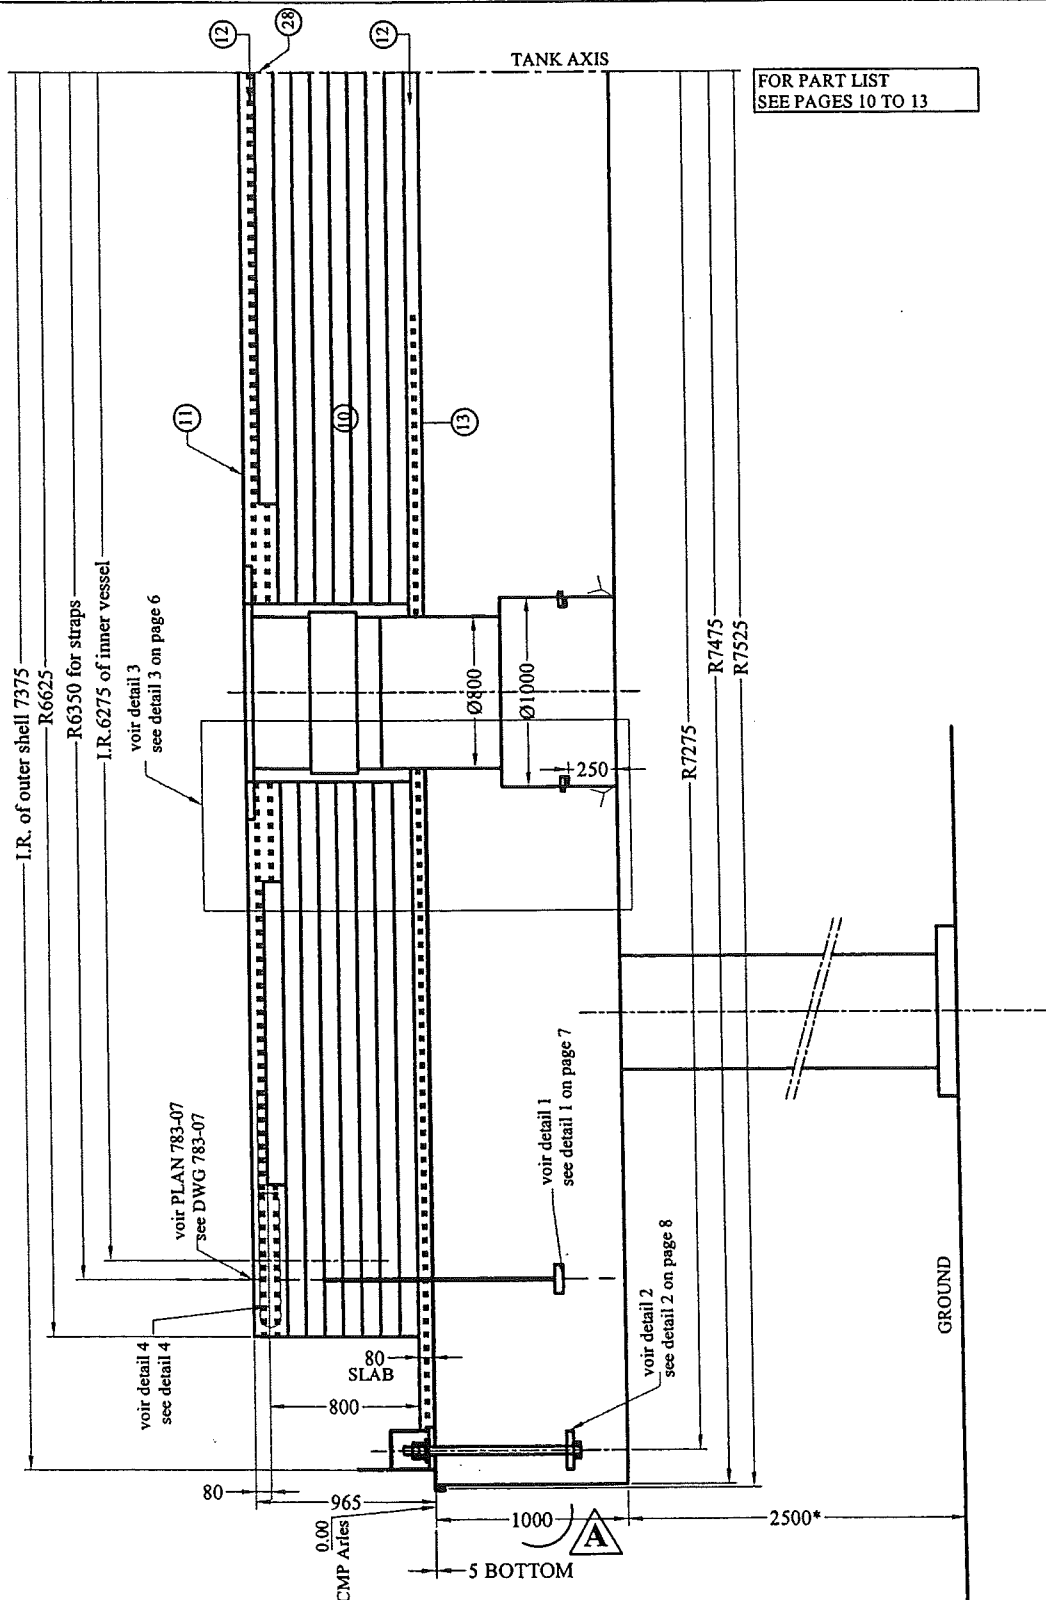 12
28
12
TANK AXIS
FOR PART LIST
SEE PAGES 10 TO 13
11
10
13
I.R. of outer shell 7375
R6625
R6350 for straps
I.R.6275 of inner vessel
voir detail 3
see detail 3 on page 6
Ø800
Ø1000
250
R7275
R7475
R7525
voir PLAN 783-07
see DWG 783-07
voir detail 1
see detail 1 on page 7
voir detail 2
see detail 2 on page 8
GROUND
voir detail 4
see detail 4
80
SLAB
800
80
965
0.00
CMP Arles
1000
A
2500*
5 BOTTOM